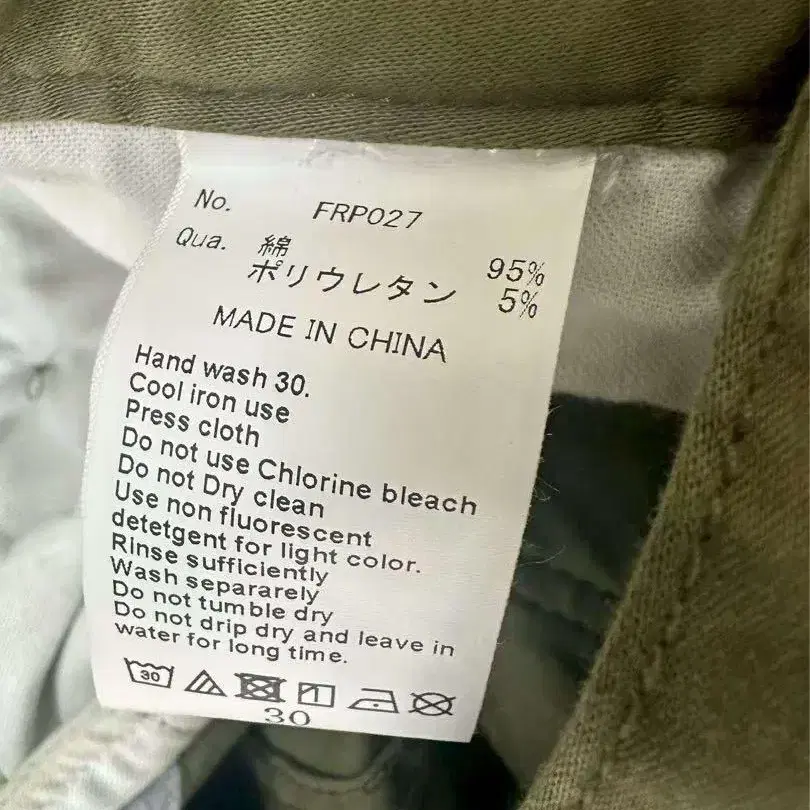 No. FRP027
Qua. 綿 95%
ポリウレタン 5%
MADE IN CHINA
Hand wash 30.
Cool iron use
Press cloth
Do not use Chlorine bleach
Do not Dry clean
Use non fluorescent
detetgent for light color.
Rinse sufficiently
Wash separarely
Do not tumble dry
Do not drip dry and leave in
water for long time.
30
30